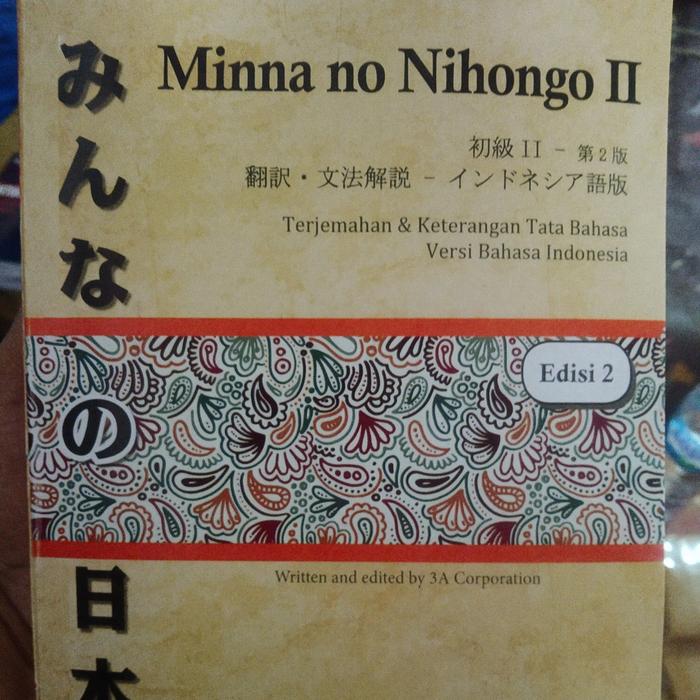 みんなの日本
Minna no Nihongo II
初級 II - 第2版
翻訳・文法解説 - インドネシア語版
Terjemahan & Keterangan Tata Bahasa
Versi Bahasa Indonesia
Edisi 2
Written and edited by 3A Corporation